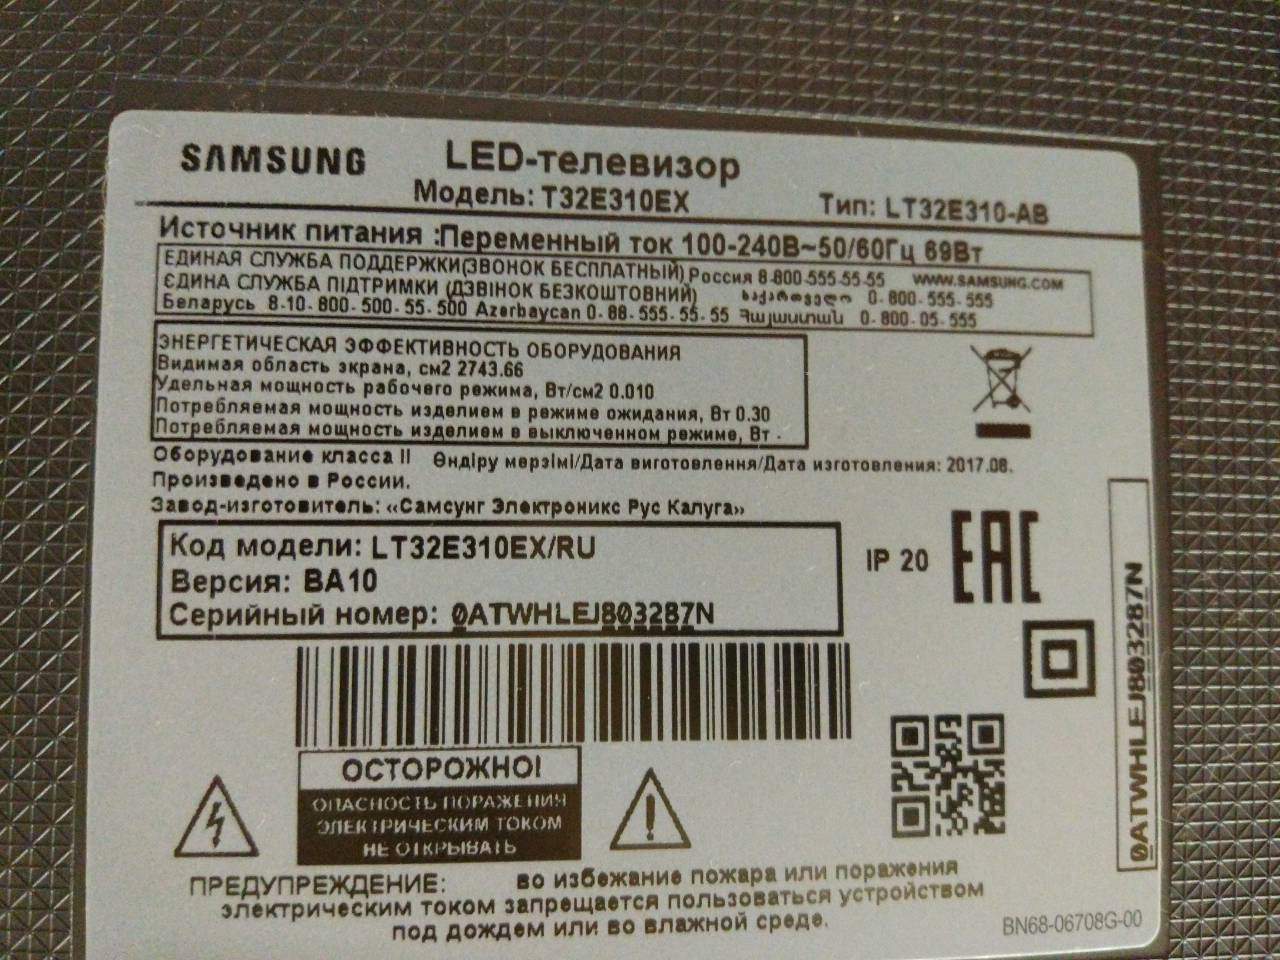 SAMSUNG LED-телевизор
Модель: T32E310EX Тип: LT32E310-AB
Источник питания :Переменный ток 100-240В~50/60Гц 69Вт
ЕДИНАЯ СЛУЖБА ПОДДЕРЖКИ(ЗВОНОК БЕСПЛАТНЫЙ) Россия 8-800-555-55-55 WWW.SAMSUNG.COM
ЄДИНА СЛУЖБА ПІДТРИМКИ (ДЗВІНОК БЕЗКОШТОВНИЙ) საქართველო 0-800-555-555
Беларусь 8-10-800-500-55-500 Azerbaycan 0-88-555-55-55 Հայաստան 0-800-05-555
ЭНЕРГЕТИЧЕСКАЯ ЭФФЕКТИВНОСТЬ ОБОРУДОВАНИЯ
Видимая область экрана, см2 2743.66
Удельная мощность рабочего режима, Вт/см2 0.010
Потребляемая мощность изделием в режиме ожидания, Вт 0.30
Потребляемая мощность изделием в выключенном режиме, Вт -
Оборудование класса II Өндіру мерзімі/Дата виготовлення/Дата изготовления: 2017.08.
Произведено в России.
Завод-изготовитель: «Самсунг Электроникс Рус Калуга»
Код модели: LT32E310EX/RU
Версия: BA10
Серийный номер: 0ATWHLEJ803287N
IP 20
EAC
0ATWHLEJ803287N
ОСТОРОЖНО!
ОПАСНОСТЬ ПОРАЖЕНИЯ
ЭЛЕКТРИЧЕСКИМ ТОКОМ
НЕ ОТКРЫВАТЬ
ПРЕДУПРЕЖДЕНИЕ: во избежание пожара или поражения
электрическим током запрещается пользоваться устройством
под дождем или во влажной среде.
BN68-06708G-00